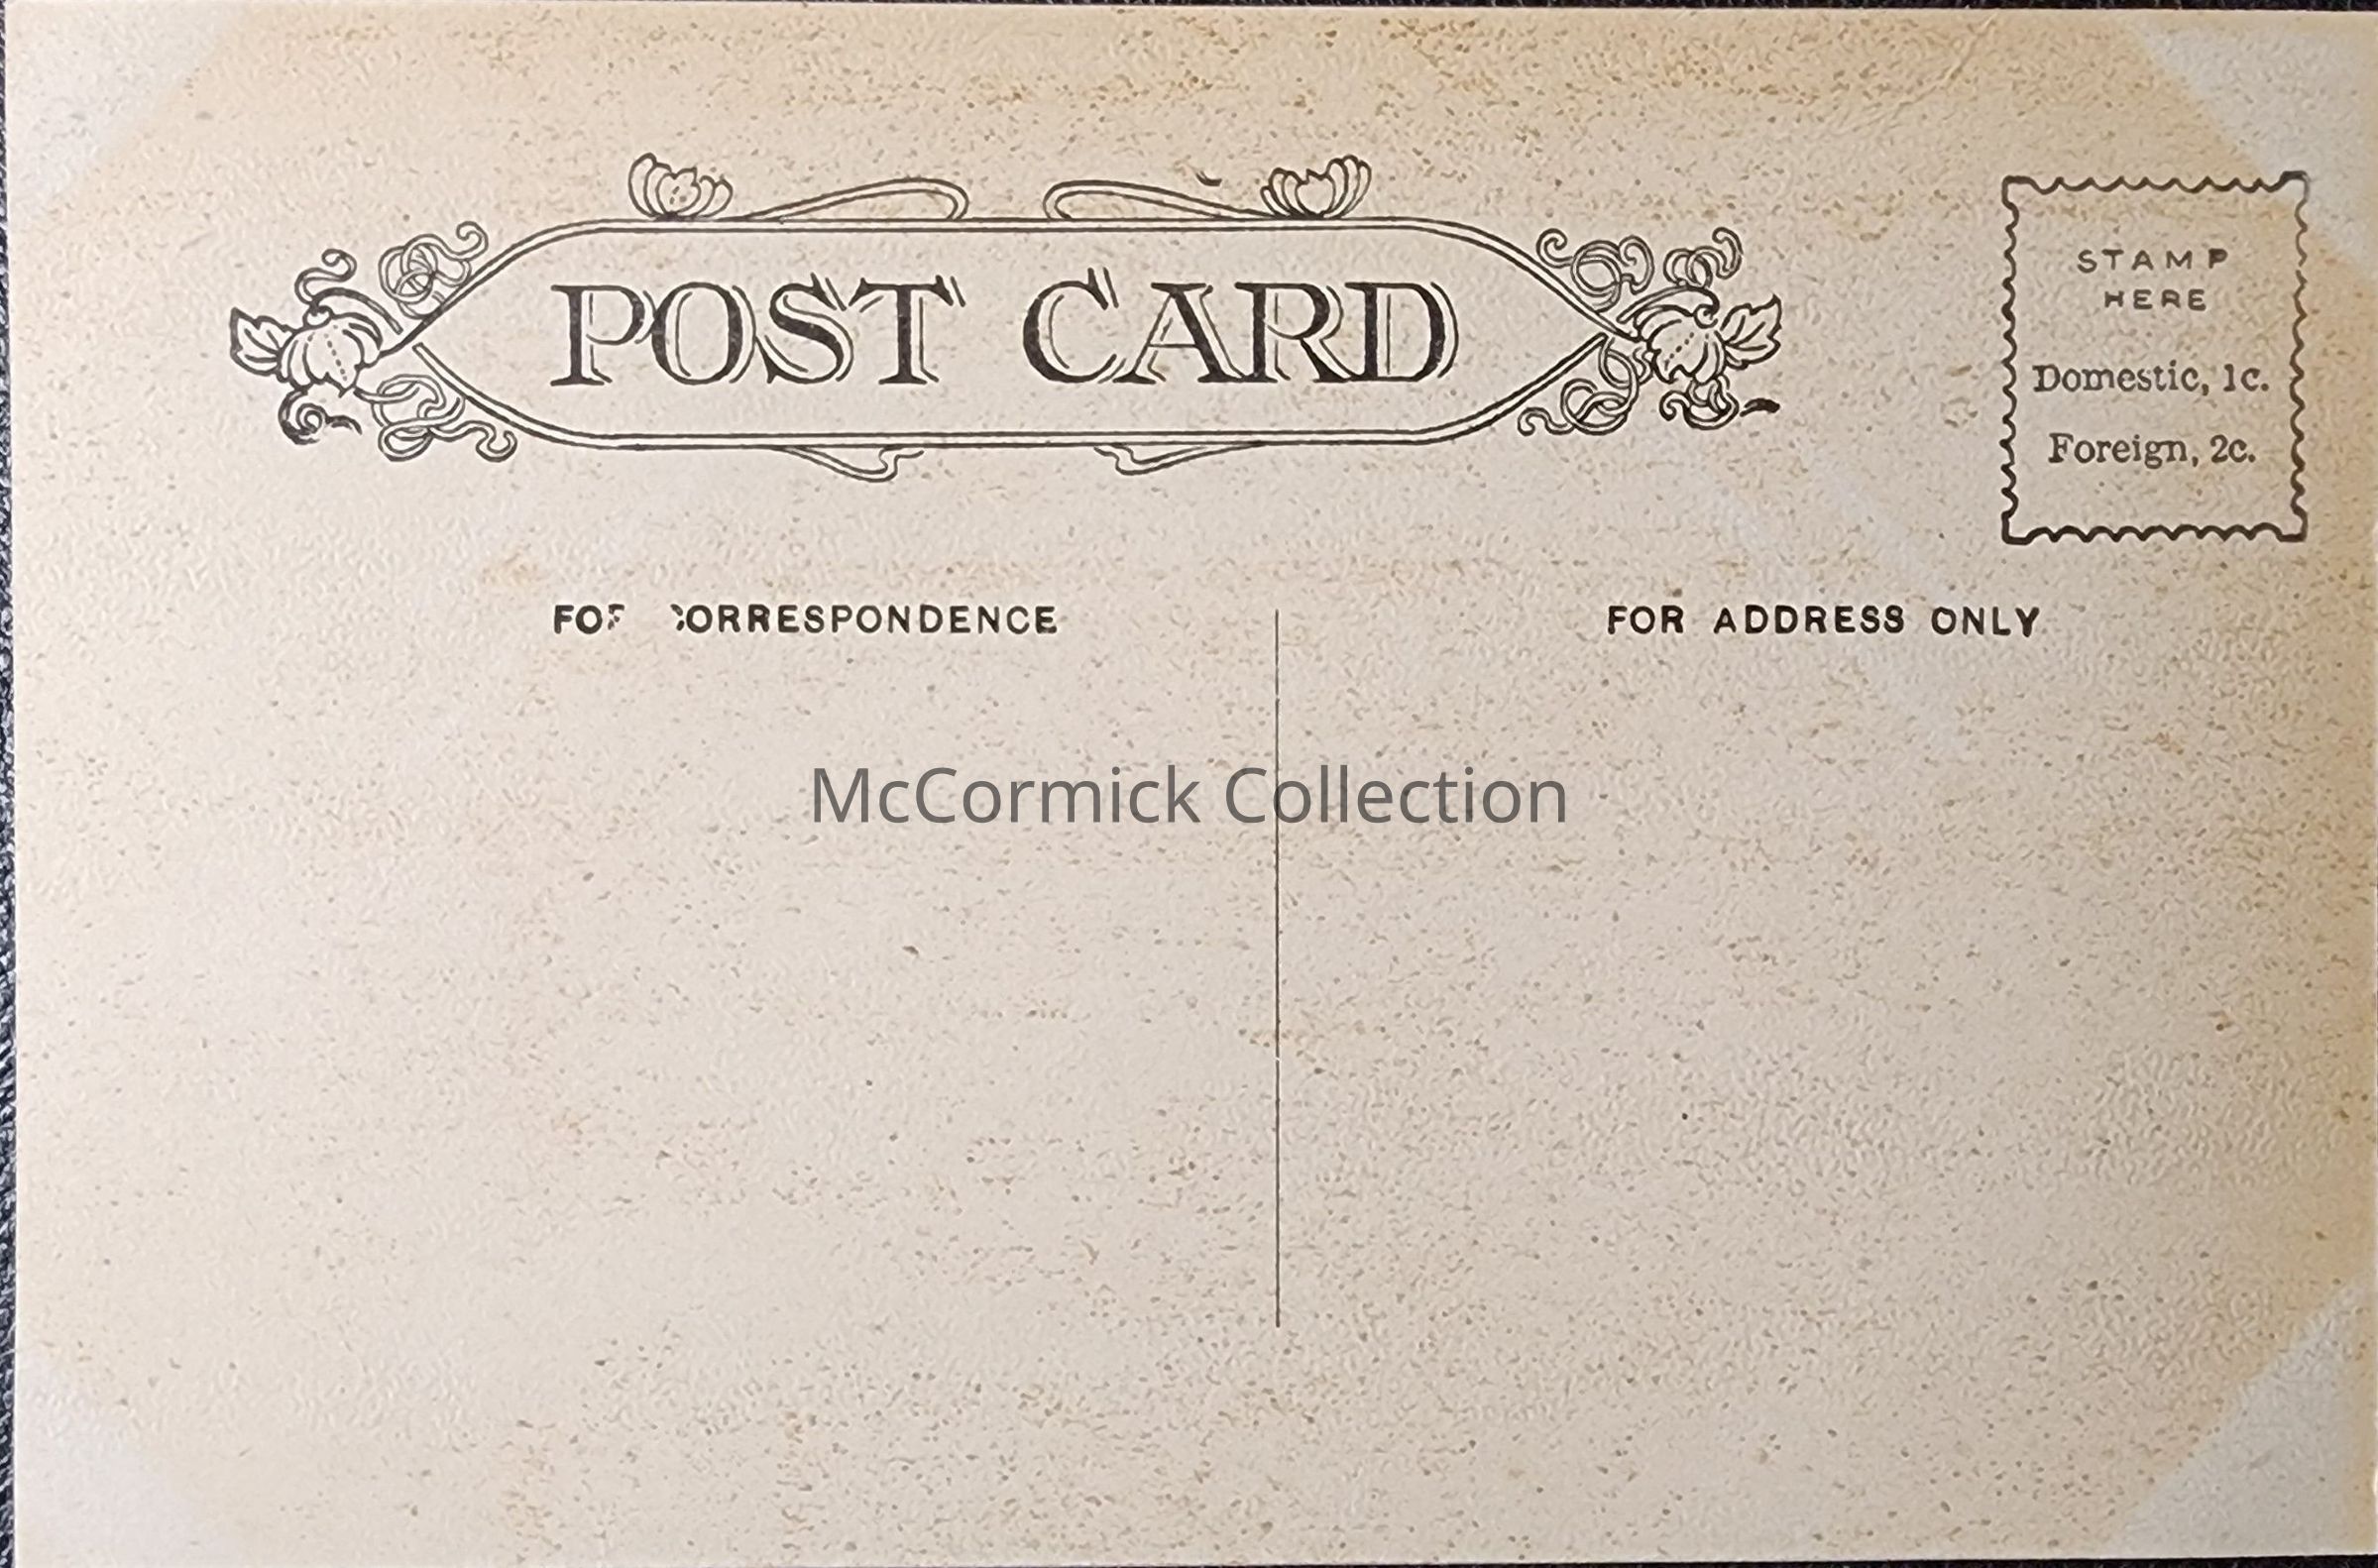 POST CARD
STAMP
HERE
Domestic, 1c.
Foreign, 2c.
FOR CORRESPONDENCE
FOR ADDRESS ONLY
McCormick Collection